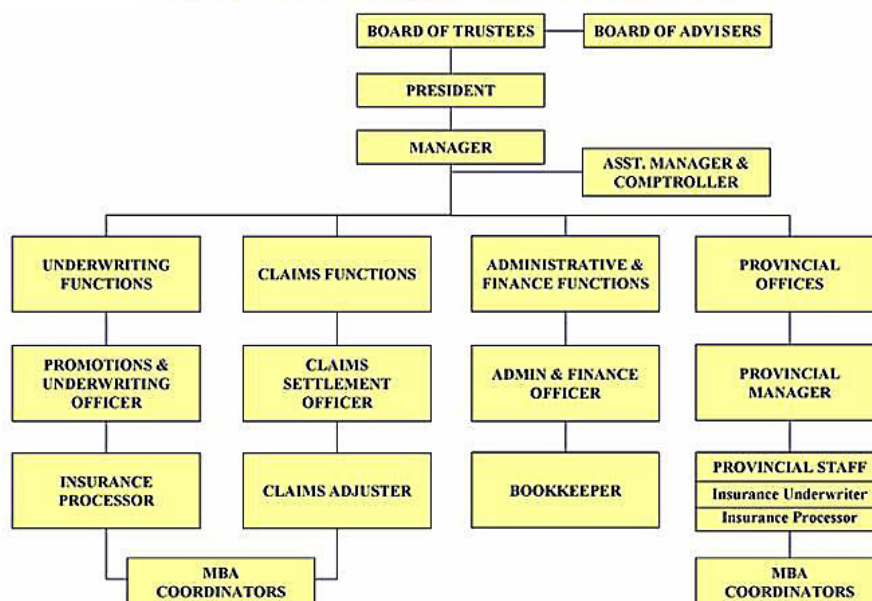 BOARD OF TRUSTEES
BOARD OF ADVISERS
PRESIDENT
MANAGER
ASST. MANAGER &
COMPTROLLER
UNDERWRITING
FUNCTIONS
CLAIMS FUNCTIONS
ADMINISTRATIVE &
FINANCE FUNCTIONS
PROVINCIAL
OFFICES
PROMOTIONS &
UNDERWRITING
OFFICER
CLAIMS
SETTLEMENT
OFFICER
ADMIN & FINANCE
OFFICER
PROVINCIAL
MANAGER
INSURANCE
PROCESSOR
CLAIMS ADJUSTER
BOOKKEEPER
PROVINCIAL STAFF
Insurance Underwriter
Insurance Processor
MBA
COORDINATORS
MBA
COORDINATORS